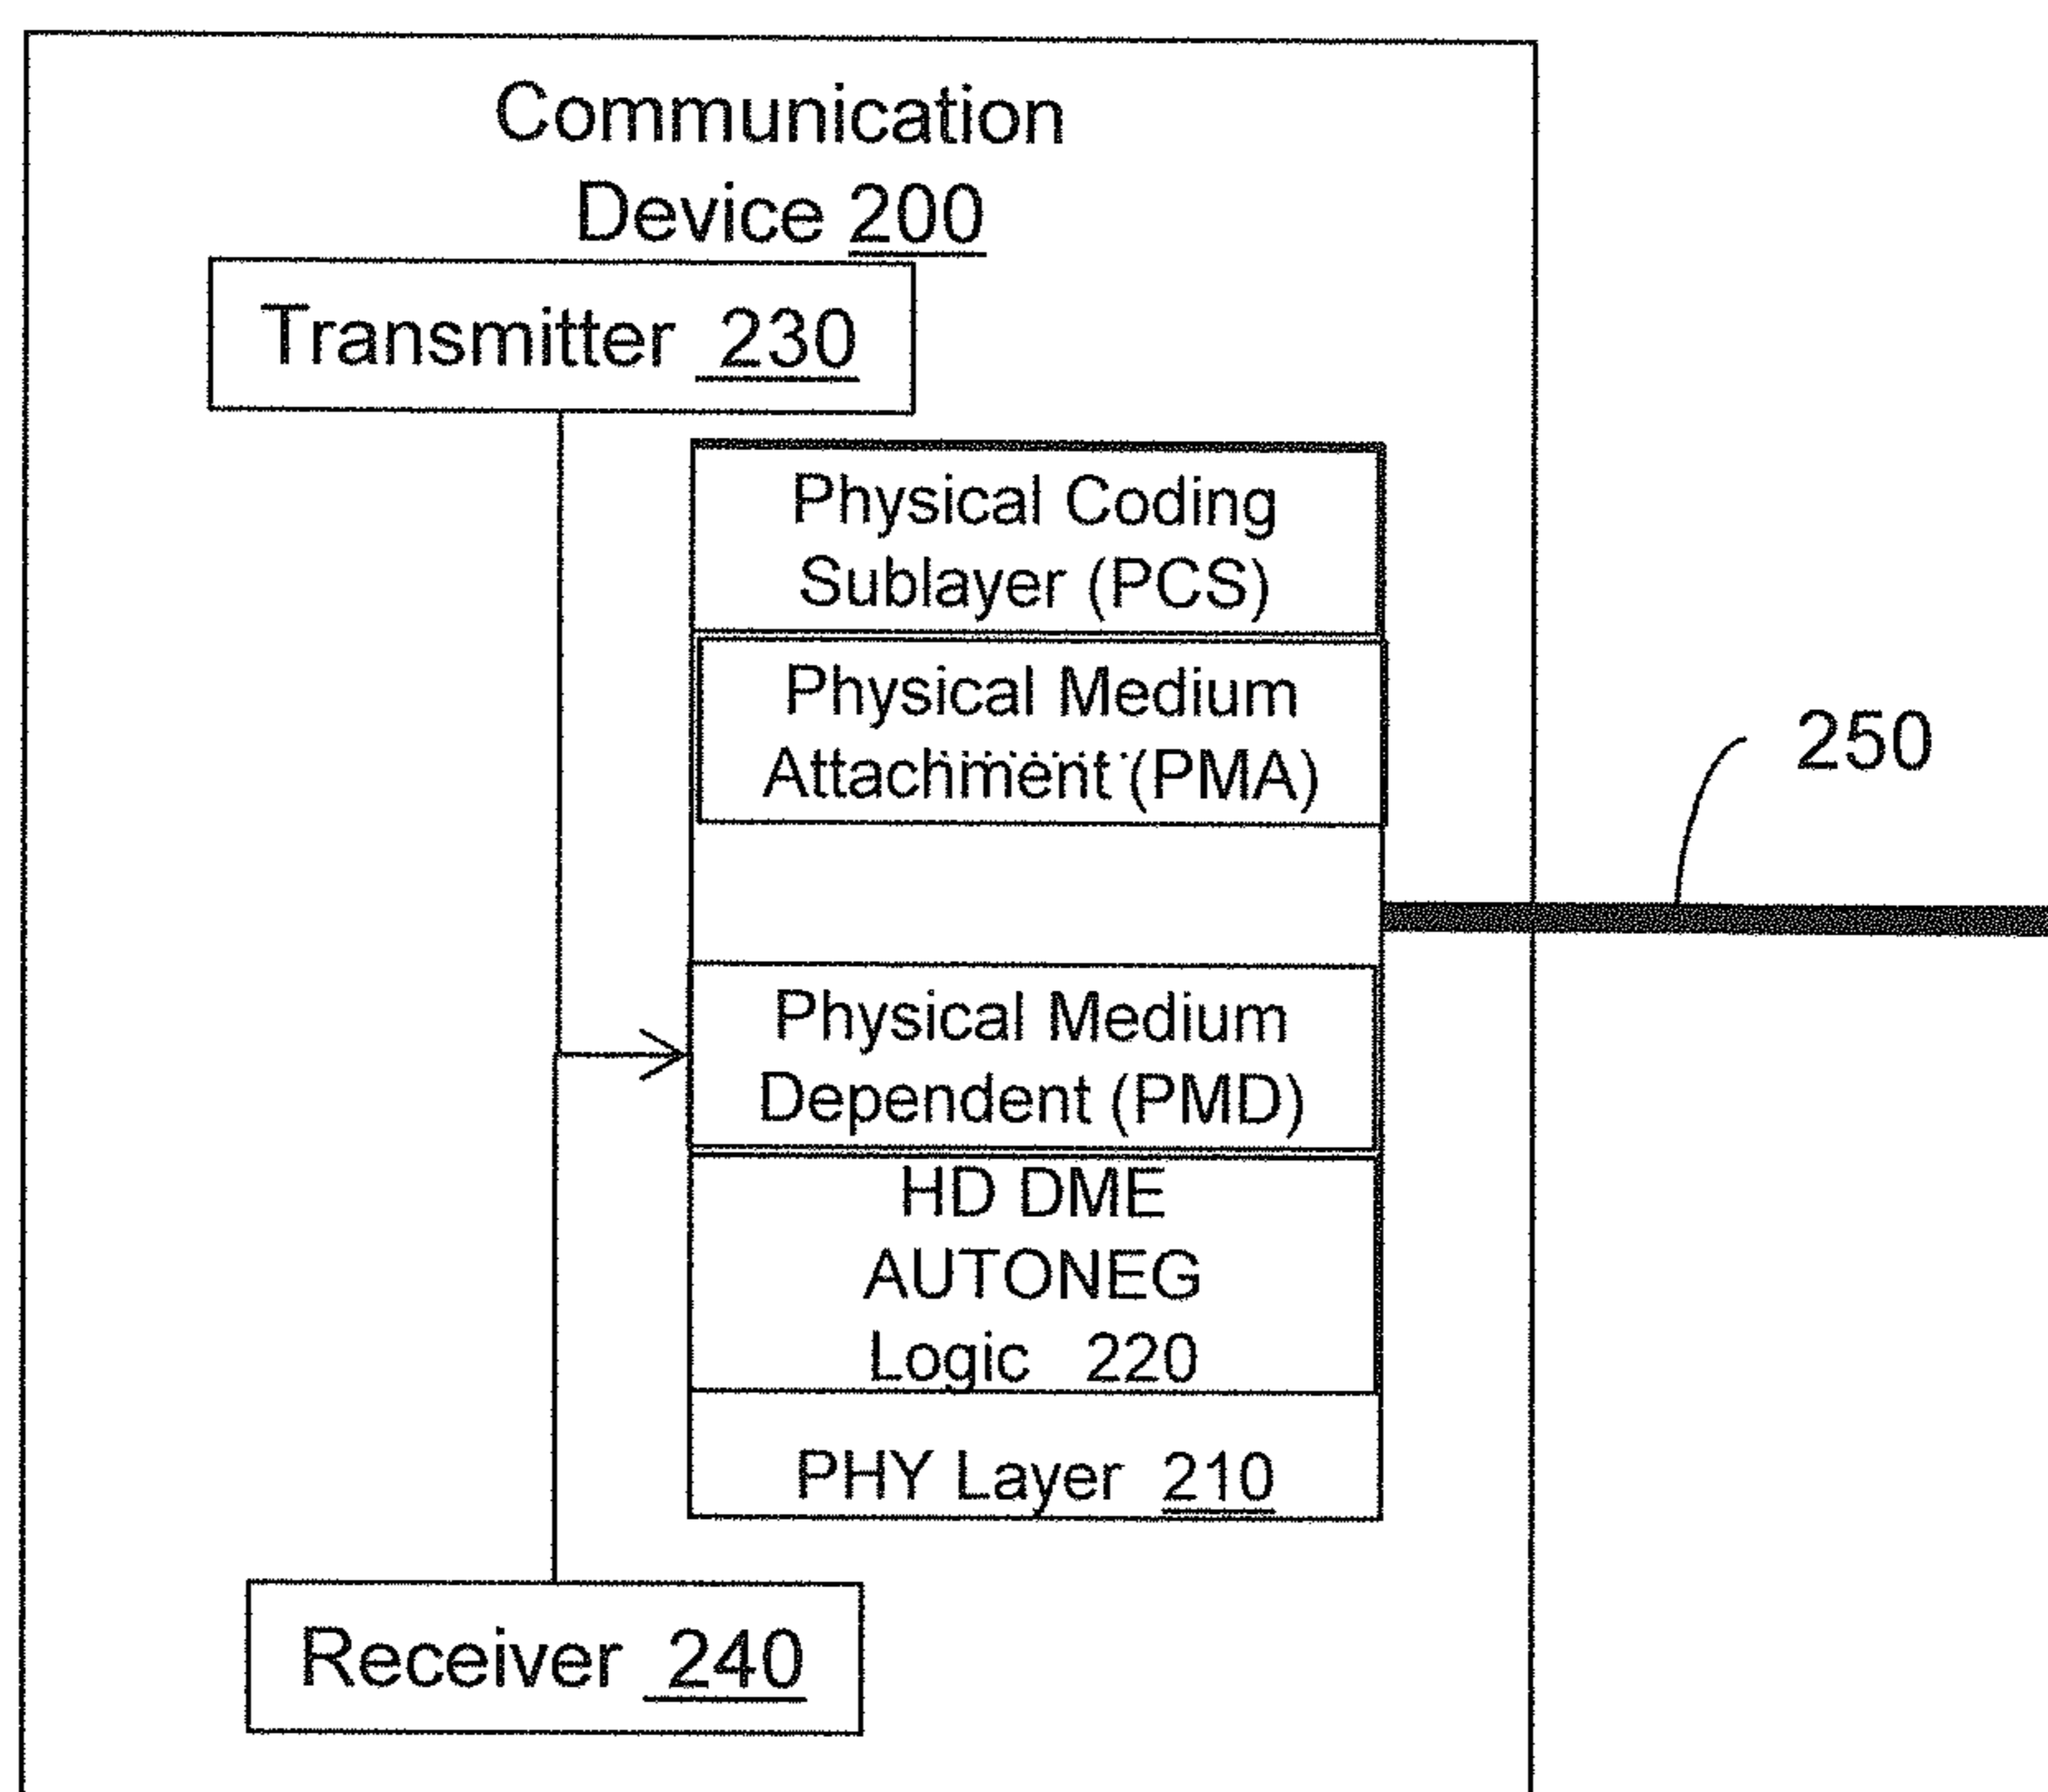 Communication
Device 200
Transmitter 230
Physical Coding
Sublayer (PCS)
Physical Medium
Attachment (PMA)
250
Physical Medium
Dependent (PMD)
HD DME
AUTONEG
Logic 220
PHY Layer 210
Receiver 240